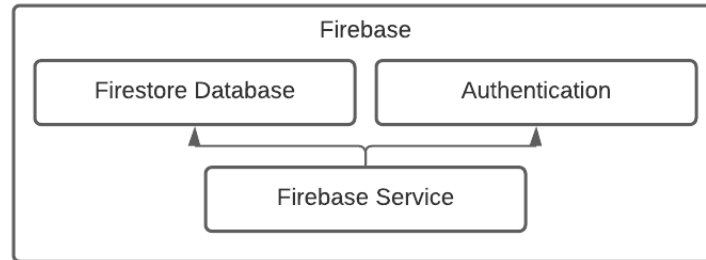 Firebase
Firestore Database
Authentication
Firebase Service